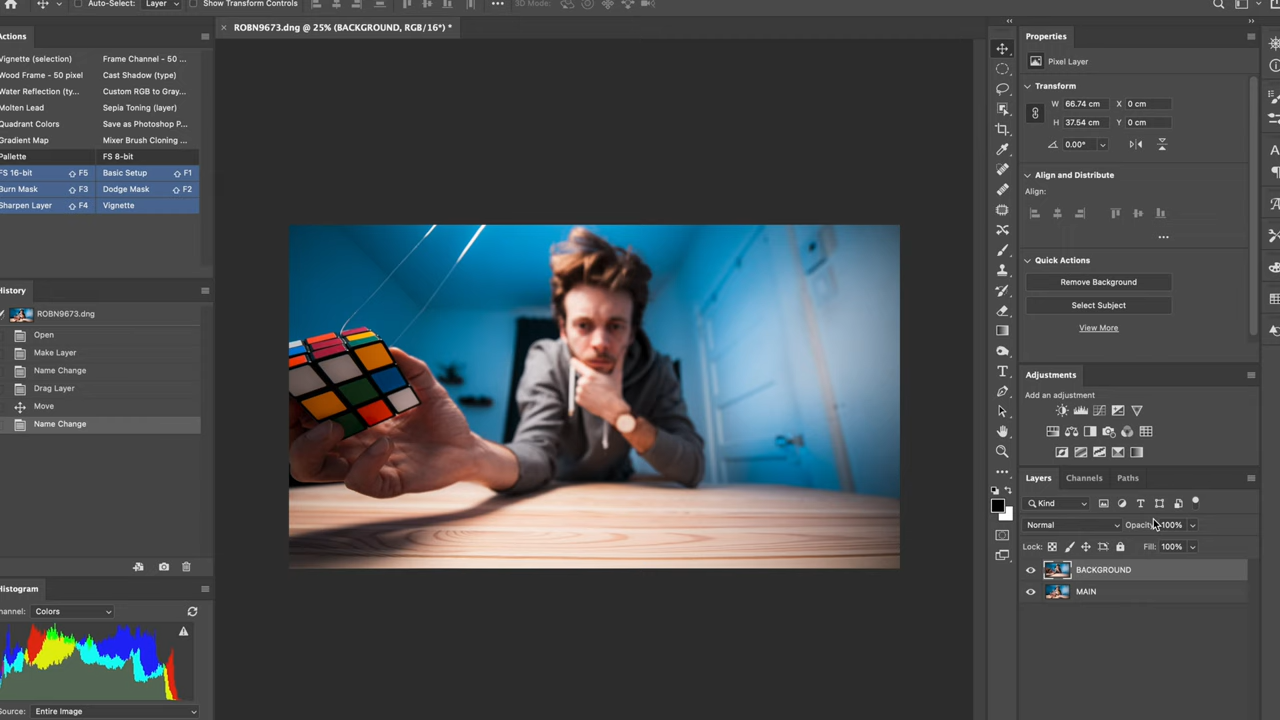 Auto-Select: Layer Show Transform Controls 3D Mode:
× ROBN9673.dng @ 25% (BACKGROUND, RGB/16*) *
Actions
Vignette (selection) Frame Channel - 50 ...
Wood Frame - 50 pixel Cast Shadow (type)
Water Reflection (ty... Custom RGB to Gray...
Molten Lead Sepia Toning (layer)
Quadrant Colors Save as Photoshop P...
Gradient Map Mixer Brush Cloning ...
Pallette FS 8-bit
FS 16-bit ⇧ F5 Basic Setup ⇧ F1
Burn Mask ⇧ F3 Dodge Mask ⇧ F2
Sharpen Layer ⇧ F4 Vignette
History
ROBN9673.dng
Open
Make Layer
Name Change
Drag Layer
Move
Name Change
Histogram
hannel: Colors
Source: Entire Image
Properties
Pixel Layer
Transform
W 66.74 cm X 0 cm
H 37.54 cm Y 0 cm
0.00°
Align and Distribute
Align:
•••
Quick Actions
Remove Background
Select Subject
View More
Adjustments
Add an adjustment
Layers Channels Paths
Kind
Normal Opacity: 100%
Lock: Fill: 100%
BACKGROUND
MAIN